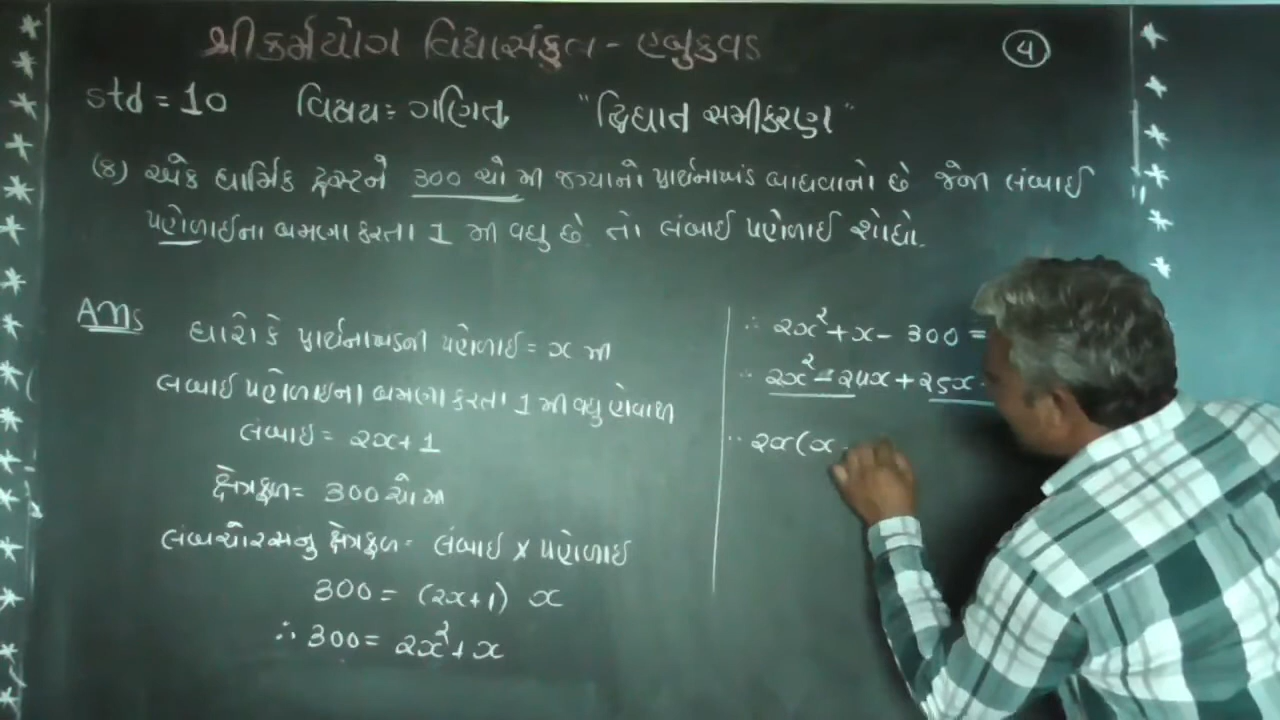 શ્રી કર્મયોગ વિદ્યાસંકુલ - એબુકવડ
4
std = 10 વિષય: ગણિત "દ્વિઘાત સમીકરણ"
(8) એક ધાર્મિક ટ્રસ્ટને 300 ચો મી જગ્યાનો પ્રાર્થનાખંડ બાધવાનો છે જેની લંબાઈ
પહોળાઈના બમણા કરતા 1 મી વધુ છે તો લંબાઈ પહોળાઈ શોધો.
Ans
ધારો કે પ્રાર્થનાખંડની પહોળાઈ = x મી
લંબાઈ પહોળાઇના બમણા કરતા 1 મી વધુ હોવાથી
લંબાઈ = 2x+1
ક્ષેત્રફળ = 300 ચોમી
લંબચોરસનુ ક્ષેત્રફળ = લંબાઈ × પહોળાઈ
300 = (2x+1) x
∴ 300 = 2x²+x
∴ 2x²+x - 300 =
∴ 2x² - 24x + 25x -
∴ 2x(x -